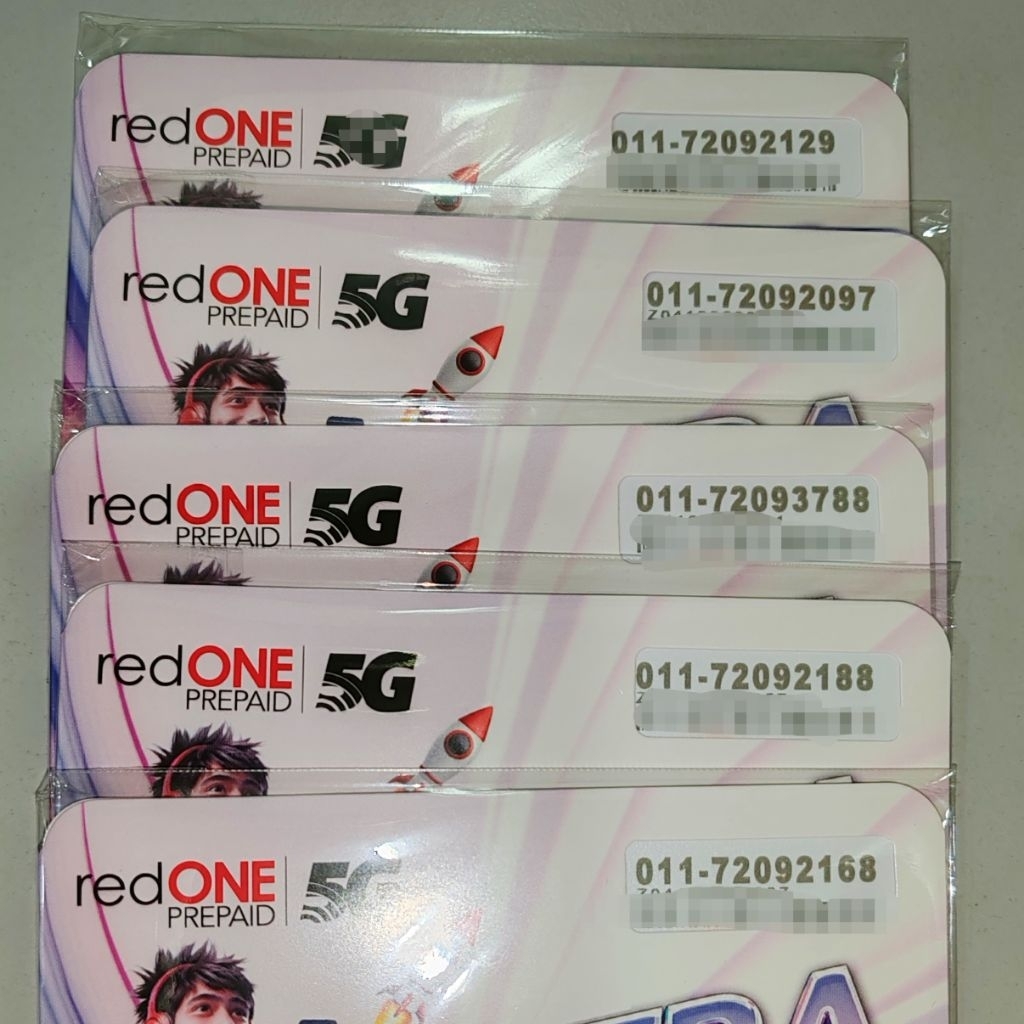 redONE 5G
PREPAID
011-72092129
redONE 5G
PREPAID
011-72092097
redONE 5G
PREPAID
011-72093788
redONE 5G
PREPAID
011-72092188
redONE 5G
PREPAID
011-72092168